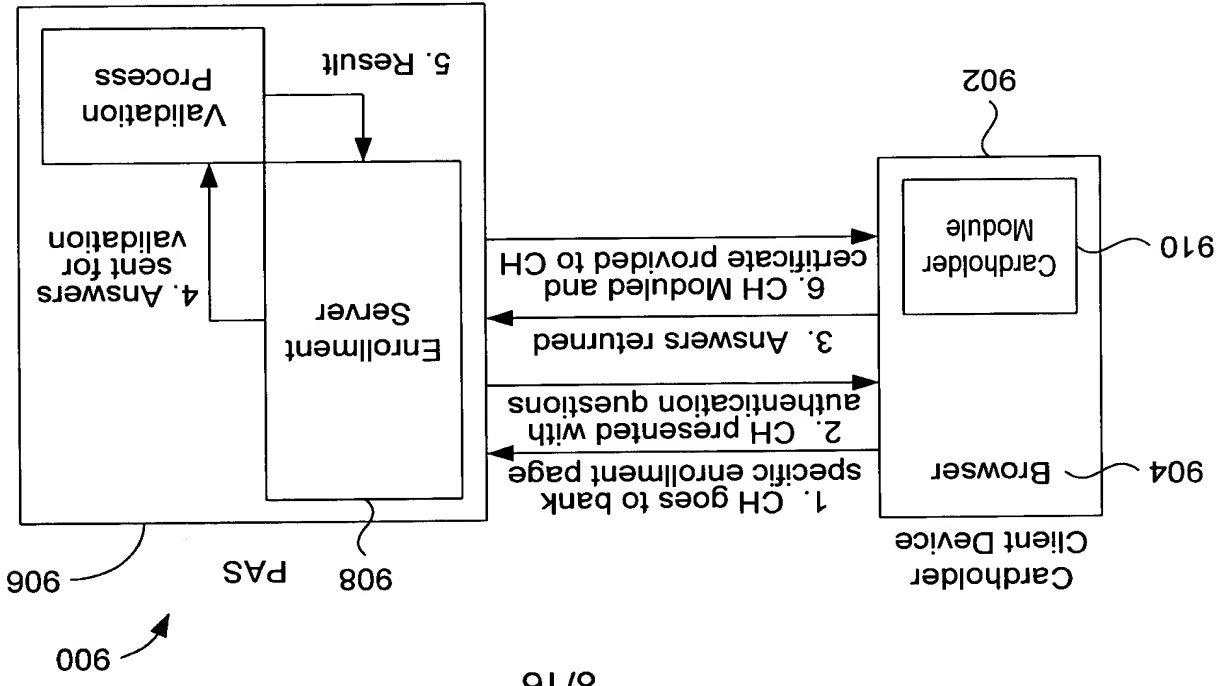 900
Cardholder
Client Device
PAS
906
908
904
Browser
1. CH goes to bank
specific enrollment page
2. CH presented with
authentication questions
3. Answers returned
6. CH Moduled and
certificate provided to CH
Enrollment
Server
4. Answers
sent for
validation
910
Cardholder
Module
902
Validation
Process
5. Result